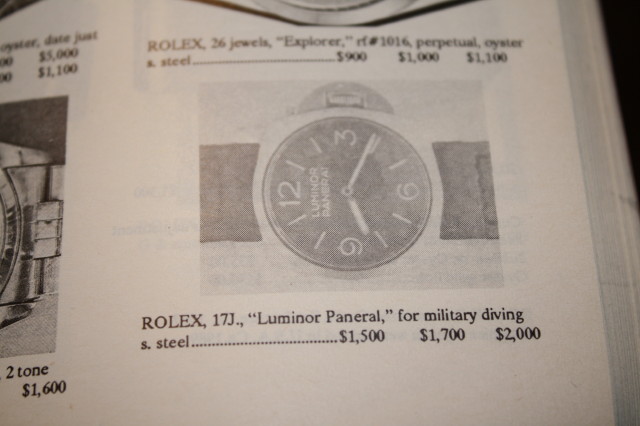 oyster, date just
00 $5,000
00 $1,100
ROLEX, 26 jewels, "Explorer," rf#1016, perpetual, oyster
s. steel............................$900 $1,000 $1,100
12
3
6
9
LUMINOR
PANERAI
ROLEX, 17J., "Luminor Paneral," for military diving
s. steel..................................$1,500 $1,700 $2,000
, 2 tone
$1,600